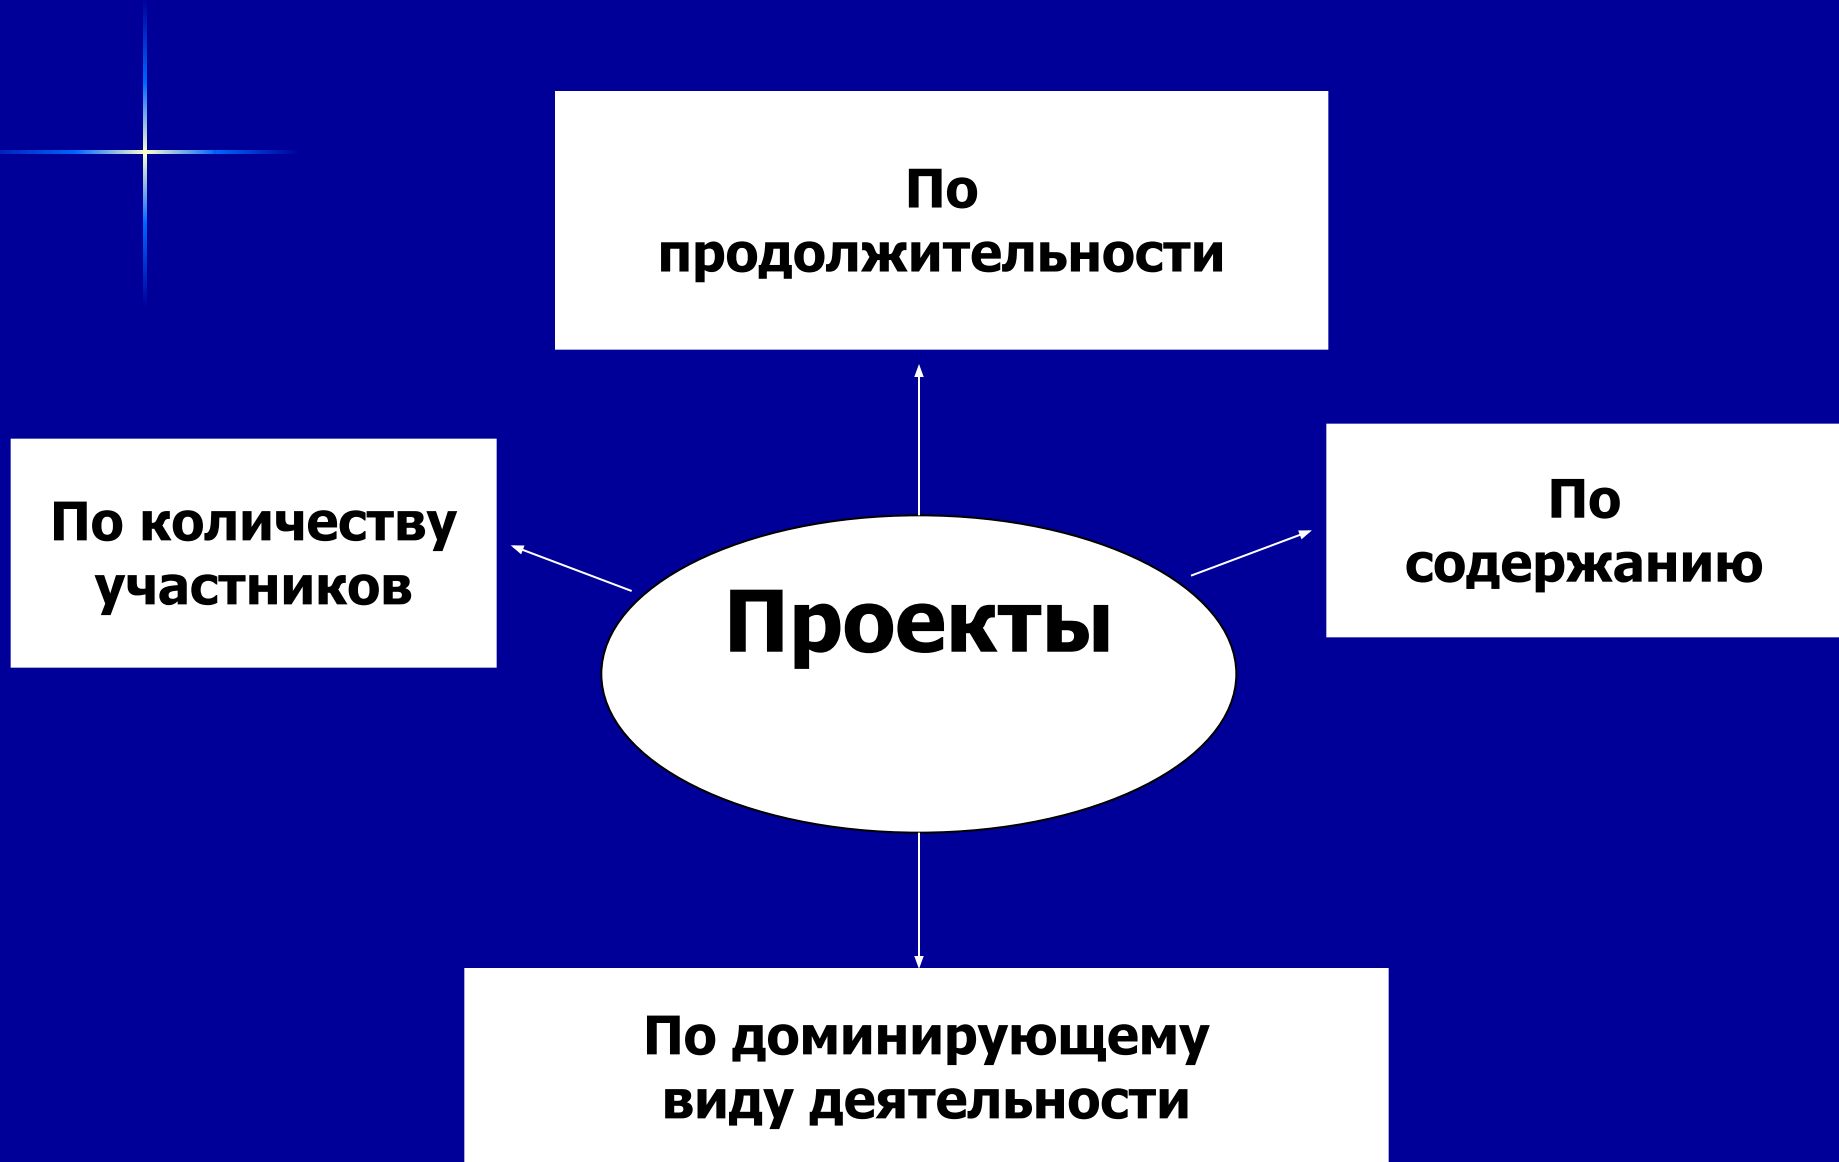 По
продолжительности
По количеству
участников
По
содержанию
Проекты
По доминирующему
виду деятельности